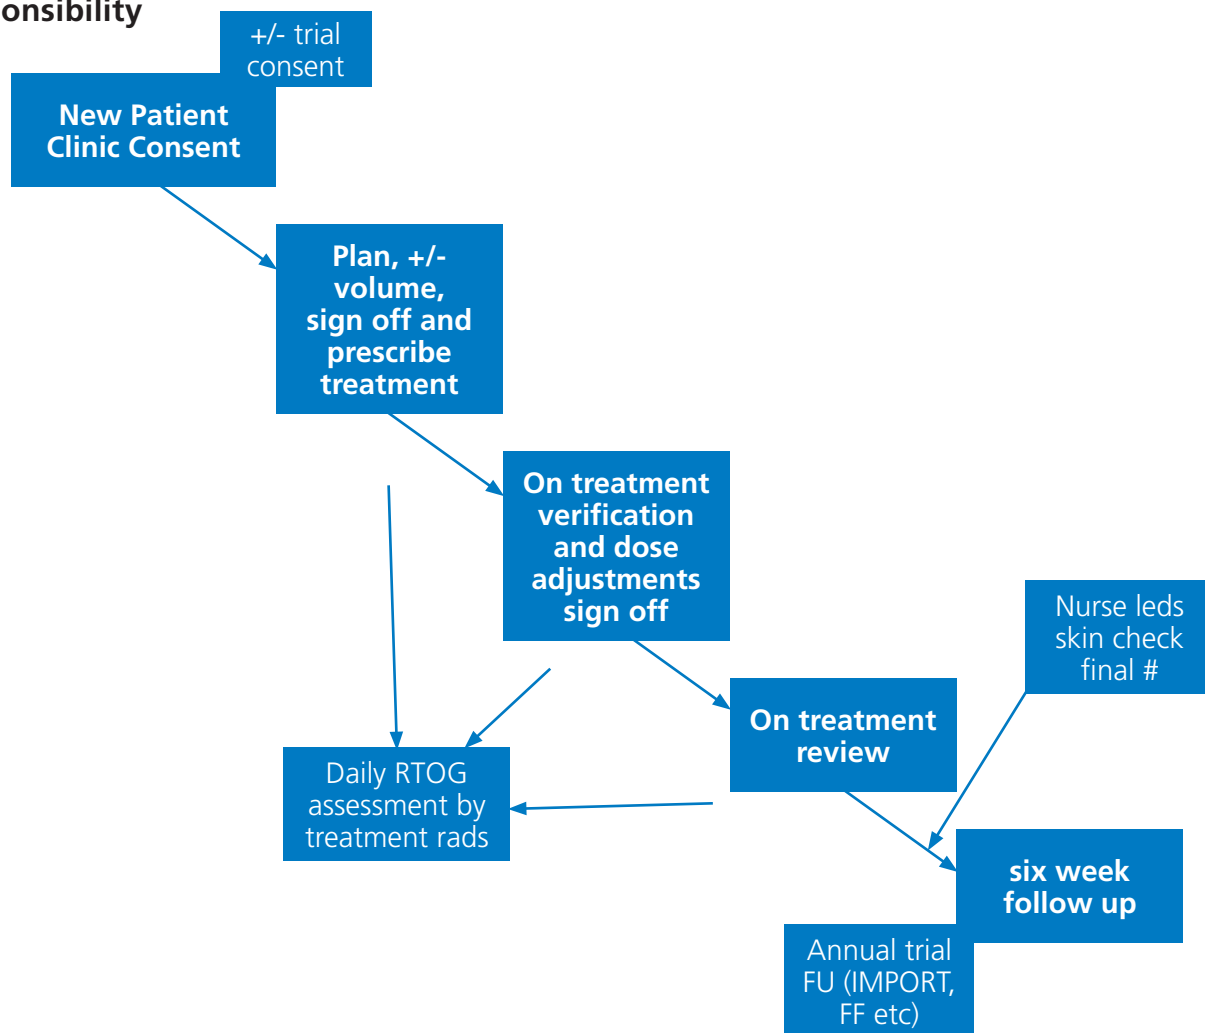 onsibility
+/- trial
consent
New Patient
Clinic Consent
Plan, +/-
volume,
sign off and
prescribe
treatment
On treatment
verification
and dose
adjustments
sign off
Nurse leds
skin check
final #
On treatment
review
Daily RTOG
assessment by
treatment rads
six week
follow up
Annual trial
FU (IMPORT,
FF etc)